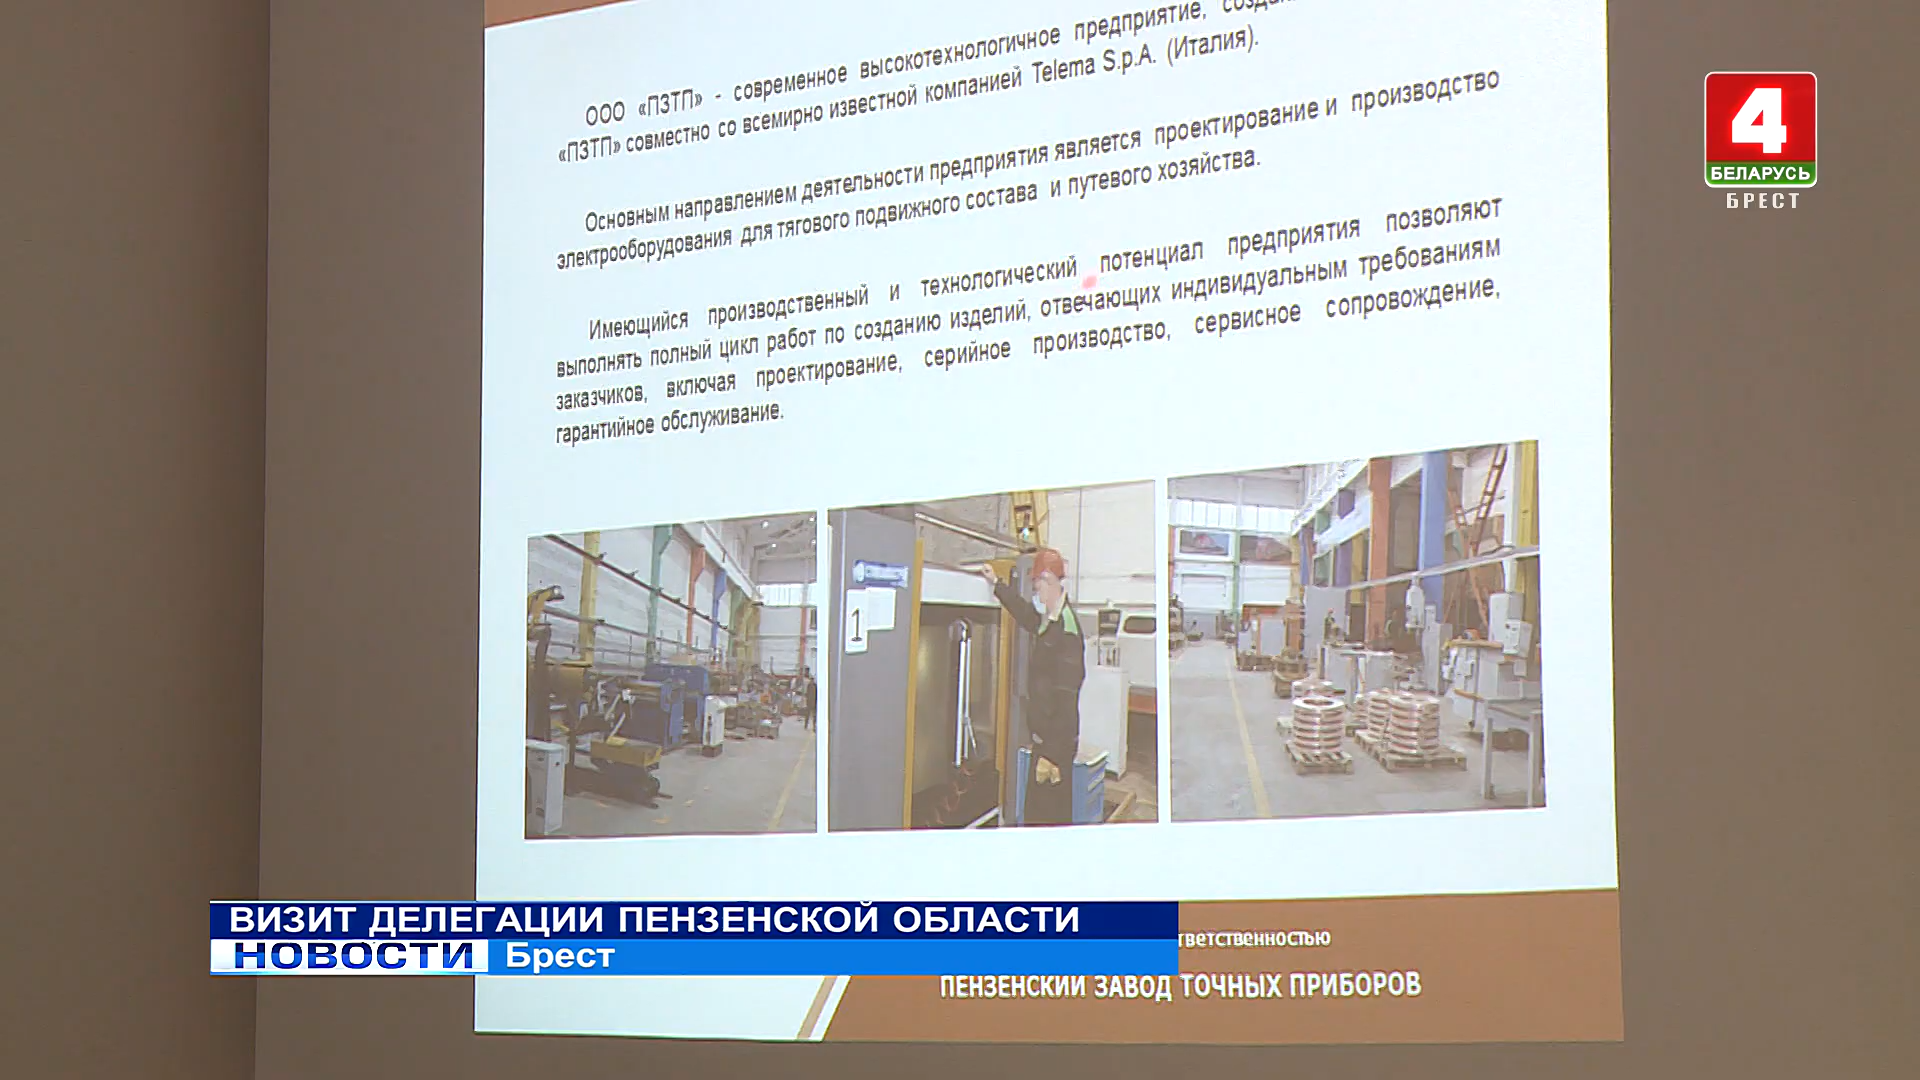 ООО «ПЗТП» - современное высокотехнологичное предприятие,
«ПЗТП» совместно со всемирно известной компанией Telema S.p.A. (Италия).
Основным направлением деятельности предприятия является проектирование и производство
электрооборудования для тягового подвижного состава и путевого хозяйства.
Имеющийся производственный и технологический потенциал предприятия позволяют
выполнять полный цикл работ по созданию изделий, отвечающих индивидуальным требованиям
заказчиков, включая проектирование, серийное производство, сервисное сопровождение,
гарантийное обслуживание.
4
БЕЛАРУСЬ
БРЕСТ
1
ВИЗИТ ДЕЛЕГАЦИИ ПЕНЗЕНСКОЙ ОБЛАСТИ
НОВОСТИ Брест
тветственностью
ПЕНЗЕНСКИЙ ЗАВОД ТОЧНЫХ ПРИБОРОВ